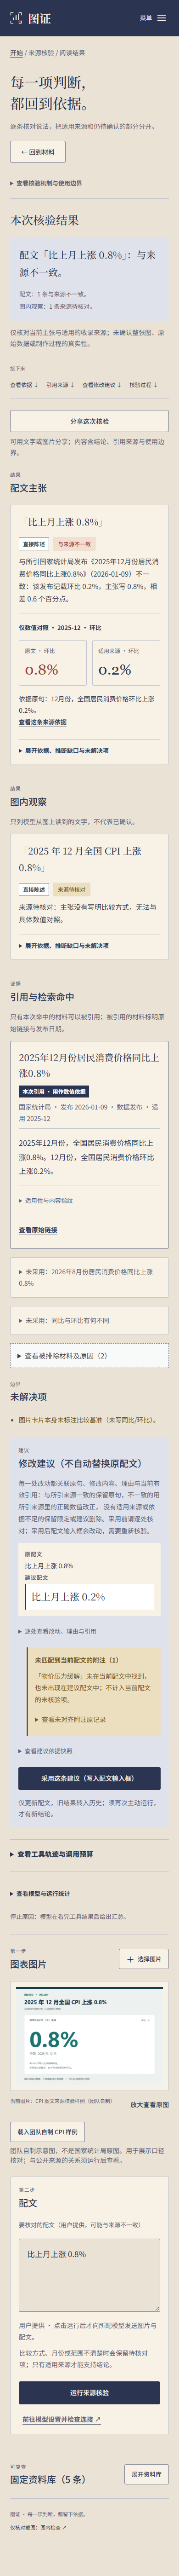 图证
菜单
开始 / 来源核验 / 阅读结果
每一项判断，
都回到依据。
逐条核对说法，把适用来源和仍待确认的部分分开。
← 回到材料
▸ 查看核验机制与使用边界
本次核验结果
配文「比上月上涨 0.8%」：与来
源不一致。
配文：1 条与来源不一致。
图内观察：1 条来源待核对。
仅核对当前主张与适用的收录来源；未确认整张图、原
始数据或制作过程的真实性。
接下来
查看依据 ↓ 引用来源 ↓ 查看修改建议 ↓ 核验过程 ↓
分享这次核验
可用文字或图片分享；内容含结论、引用来源与使用边
界。
结果
配文主张
「比上月上涨 0.8%」
直接陈述 与来源不一致
与所引国家统计局发布《2025年12月份居民消
费价格同比上涨0.8%》（2026-01-09）不一
致：该发布记载环比 0.2%，主张写 0.8%，相
差 0.6 个百分点。
仅数值对照 · 2025-12 · 环比
原文 · 环比
0.8%
适用来源 · 环比
0.2%
依据原句：12月份，全国居民消费价格环比上涨
0.2%。
查看这条来源依据
▸ 展开依据、推断缺口与未解决项
结果
图内观察
只列模型从图上读到的文字，不代表已确认。
「2025 年 12 月全国 CPI 上涨
0.8%」
直接陈述 来源待核对
来源待核对：主张没有写明比较方式，无法与
具体数值对照。
▸ 展开依据、推断缺口与未解决项
证据
引用与检索命中
只有本次命中的材料可以被引用；被引用的材料标明原
始链接与发布日期。
2025年12月份居民消费价格同比上
涨0.8%
本次引用 · 用作数值依据
国家统计局 · 发布 2026-01-09 · 数据发布 · 适
用 2025-12
2025年12月份，全国居民消费价格同比上
涨0.8%。12月份，全国居民消费价格环比
上涨0.2%。
▸ 适用性与内容指纹
查看原始链接
▸ 未采用：2026年8月份居民消费价格同比上涨
0.8%
▸ 未采用：同比与环比有何不同
▸ 查看被排除材料及原因（2）
边界
未解决项
• 图片卡片本身未标注比较基准（未写同比/环比）。
建议
修改建议（不自动替换原配文）
每一处改动都关联原句、修改内容、理由与当前有
效引用：与所引来源一致的保留原句，不一致的用
所引来源里的正确数值改正， 没有适用来源或依
据不足的保留限定或建议删除。采用前请逐处核
对；采用后配文输入框会改动，需要重新核验。
原配文
比上月上涨 0.8%
建议配文
比上月上涨 0.2%
▸ 逐处查看改动、理由与引用
未匹配到当前配文的附注（1）
「物价压力缓解」未在当前配文中找到，
也未出现在建议配文中；不计入当前配文
的未核验项。
▸ 查看未对齐附注原记录
▸ 查看建议依据快照
采用这条建议（写入配文输入框）
仅更新配文，旧结果转入历史；须再次主动运行，
才有新结论。
▸ 查看工具轨迹与调用预算
▸ 查看模型与运行统计
停止原因：模型在看完工具结果后给出汇总。
第一步
图表图片
＋ 选择图片
2025 年 12 月全国 CPI 上涨 0.8%
0.8%
当前图片：CPI 图文来源核验样例（团队自制）
放大查看原图
载入团队自制 CPI 样例
团队自制示意图，不是国家统计局原图。用于展示口径
核对；与公开来源的关系须运行后查看。
第二步
配文
要核对的配文（用户提供，可能与来源不一致）
比上月上涨 0.8%
用户提供 · 点击运行后才向所配模型发送图片与
配文。
比较方式、月份或范围不清楚时会保留待核对
项；只有适用来源才能支持结论。
运行来源核验
前往模型设置并检查连接 ↗
可复查
固定资料库（5 条）
展开资料库
图证 · 每一项判断，都留下依据。
仅核对截图：图内检查 ↗